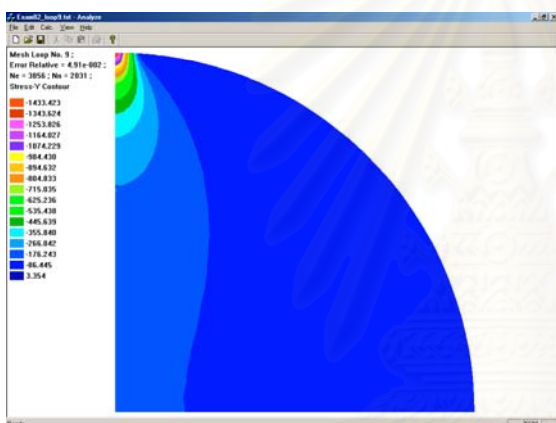 Exam02_loop9.txt - Analyze
File Edit Calc View Help
Mesh Loop No. 9 ;
Error Relative = 4.91e-002 ;
Ne = 3856 ; Nn = 2031 ;
Stress-Y Contour
-1433.423
-1343.624
-1253.826
-1164.027
-1074.229
-984.430
-894.632
-804.833
-715.035
-625.236
-535.438
-445.639
-355.840
-266.042
-176.243
-86.445
3.354